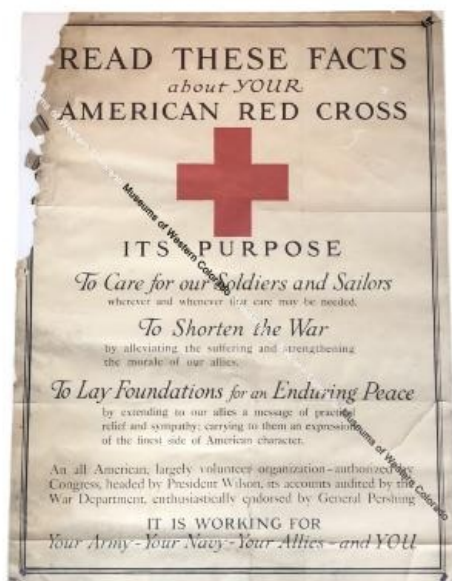 READ THESE FACTS
about YOUR
AMERICAN RED CROSS
ITS PURPOSE
To Care for our Soldiers and Sailors
wherever and whenever that care may be needed.
To Shorten the War
by alleviating the suffering and strengthening
the morale of our allies.
To Lay Foundations for an Enduring Peace
by extending to our allies a message of practical
relief and sympathy; carrying to them an expression
of the finest side of American character.
An all American, largely volunteer organization - authorized by
Congress, headed by President Wilson, its accounts audited by the
War Department, enthusiastically endorsed by General Pershing
IT IS WORKING FOR
Your Army - Your Navy - Your Allies - and YOU
Museums of Western Colorado
Museums of Western Colorado